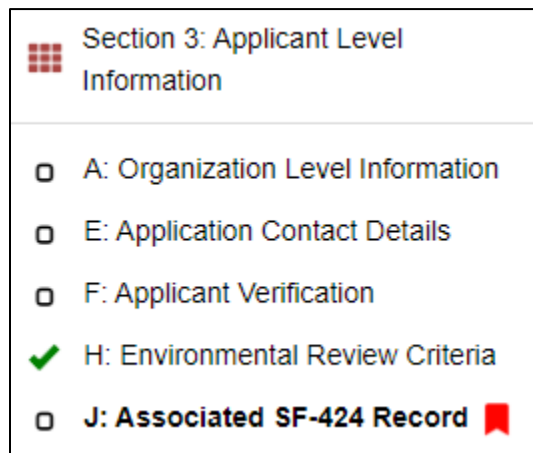 Section 3: Applicant Level
Information
A: Organization Level Information
E: Application Contact Details
F: Applicant Verification
H: Environmental Review Criteria
J: Associated SF-424 Record